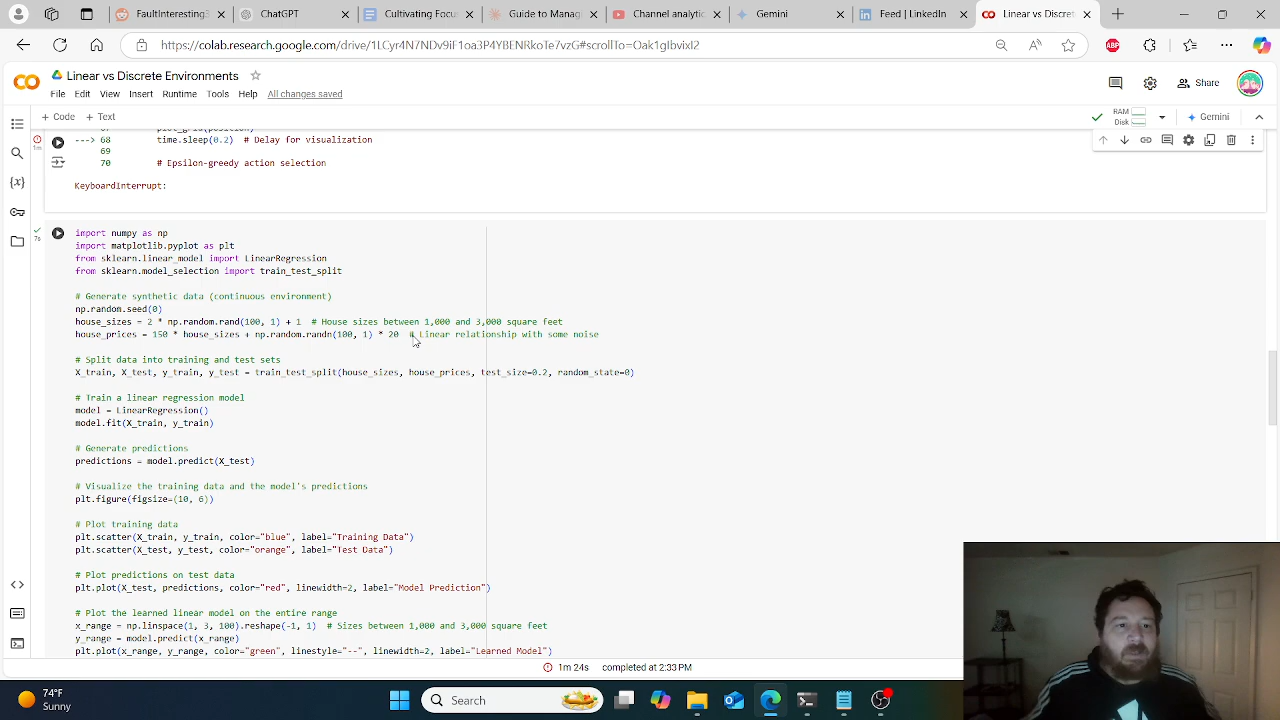 FaultInteresting3
ChatGPT
Cultivating Focus
Guide to Manag
Channel analytic
Gemini
Feed | LinkedIn
Linear vs Discret
https://colab.research.google.com/drive/1LCyr4N7NDv9iF1oa3P4YBENRkoTe7vzG#scrollTo=Oak1gIbvixI2
ABP
CO
Linear vs Discrete Environments
Share
File Edit View Insert Runtime Tools Help All changes saved
+ Code + Text
RAM
Disk
Gemini
---> 68 time.sleep(0.2) # Delay for visualization
69
70 # Epsilon-greedy action selection
KeyboardInterrupt:
1m
7s
import numpy as np
import matplotlib.pyplot as plt
from sklearn.linear_model import LinearRegression
from sklearn.model_selection import train_test_split
# Generate synthetic data (continuous environment)
np.random.seed(0)
house_sizes = 2 * np.random.rand(100, 1) + 1 # House sizes between 1,000 and 3,000 square feet
house_prices = 150 * house_sizes + np.random.randn(100, 1) * 20 # Linear relationship with some noise
# Split data into training and test sets
X_train, X_test, y_train, y_test = train_test_split(house_sizes, house_prices, test_size=0.2, random_state=0)
# Train a linear regression model
model = LinearRegression()
model.fit(X_train, y_train)
# Generate predictions
predictions = model.predict(X_test)
# Visualize the training data and the model's predictions
plt.figure(figsize=(10, 6))
# Plot training data
plt.scatter(X_train, y_train, color="blue", label="Training Data")
plt.scatter(X_test, y_test, color="orange", label="Test Data")
# Plot predictions on test data
plt.plot(X_test, predictions, color="red", linewidth=2, label="Model Prediction")
# Plot the learned linear model on the entire range
x_range = np.linspace(1, 3, 100).reshape(-1, 1) # Sizes between 1,000 and 3,000 square feet
y_range = model.predict(x_range)
plt.plot(x_range, y_range, color="green", linestyle="--", linewidth=2, label="Learned Model")
1m 24s completed at 2:33 PM
74°F
Sunny
Search